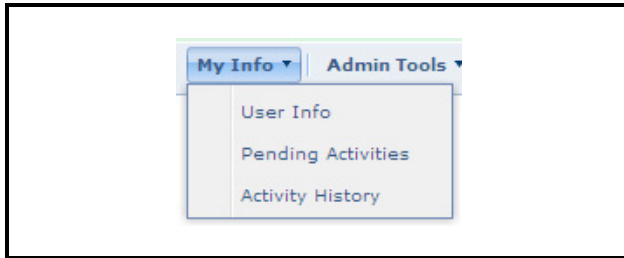 My Info Admin Tools
User Info
Pending Activities
Activity History